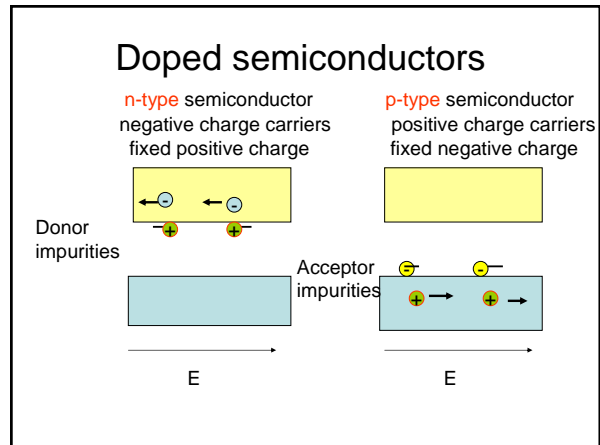 Doped semiconductors
n-type semiconductor
negative charge carriers
fixed positive charge
p-type semiconductor
positive charge carriers
fixed negative charge
- -
+ +
Donor
impurities
- -
Acceptor
impurities
+ +
E
E